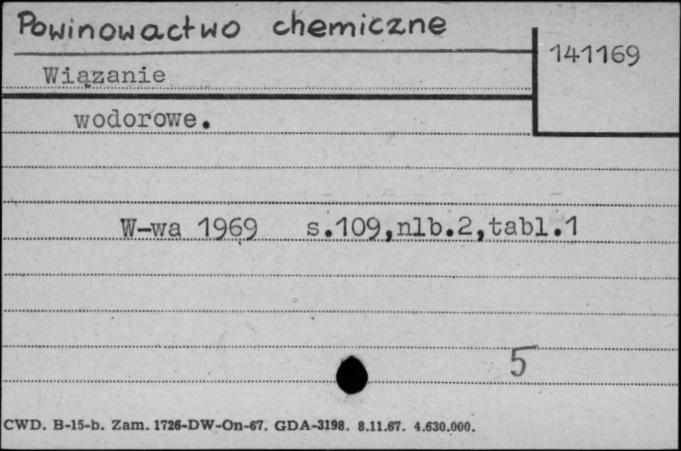 Powinowactwo chemiczne
141169
Wiązanie
wodorowe.
W-wa 1969 s.109,nlb.2,tabl.1
5
CWD. B-15-b. Zam. 1726-DW-On-67. GDA-3198. 8.11.67. 4.630.000.